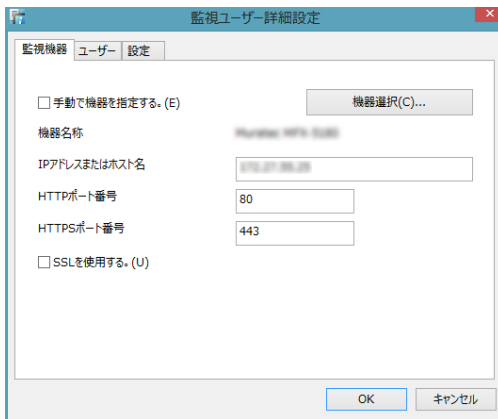 監視ユーザー詳細設定
監視機器 ユーザー 設定
手動で機器を指定する。(E) 機器選択(C)...
機器名称
IPアドレスまたはホスト名
HTTPポート番号 80
HTTPSポート番号 443
SSLを使用する。(U)
OK キャンセル